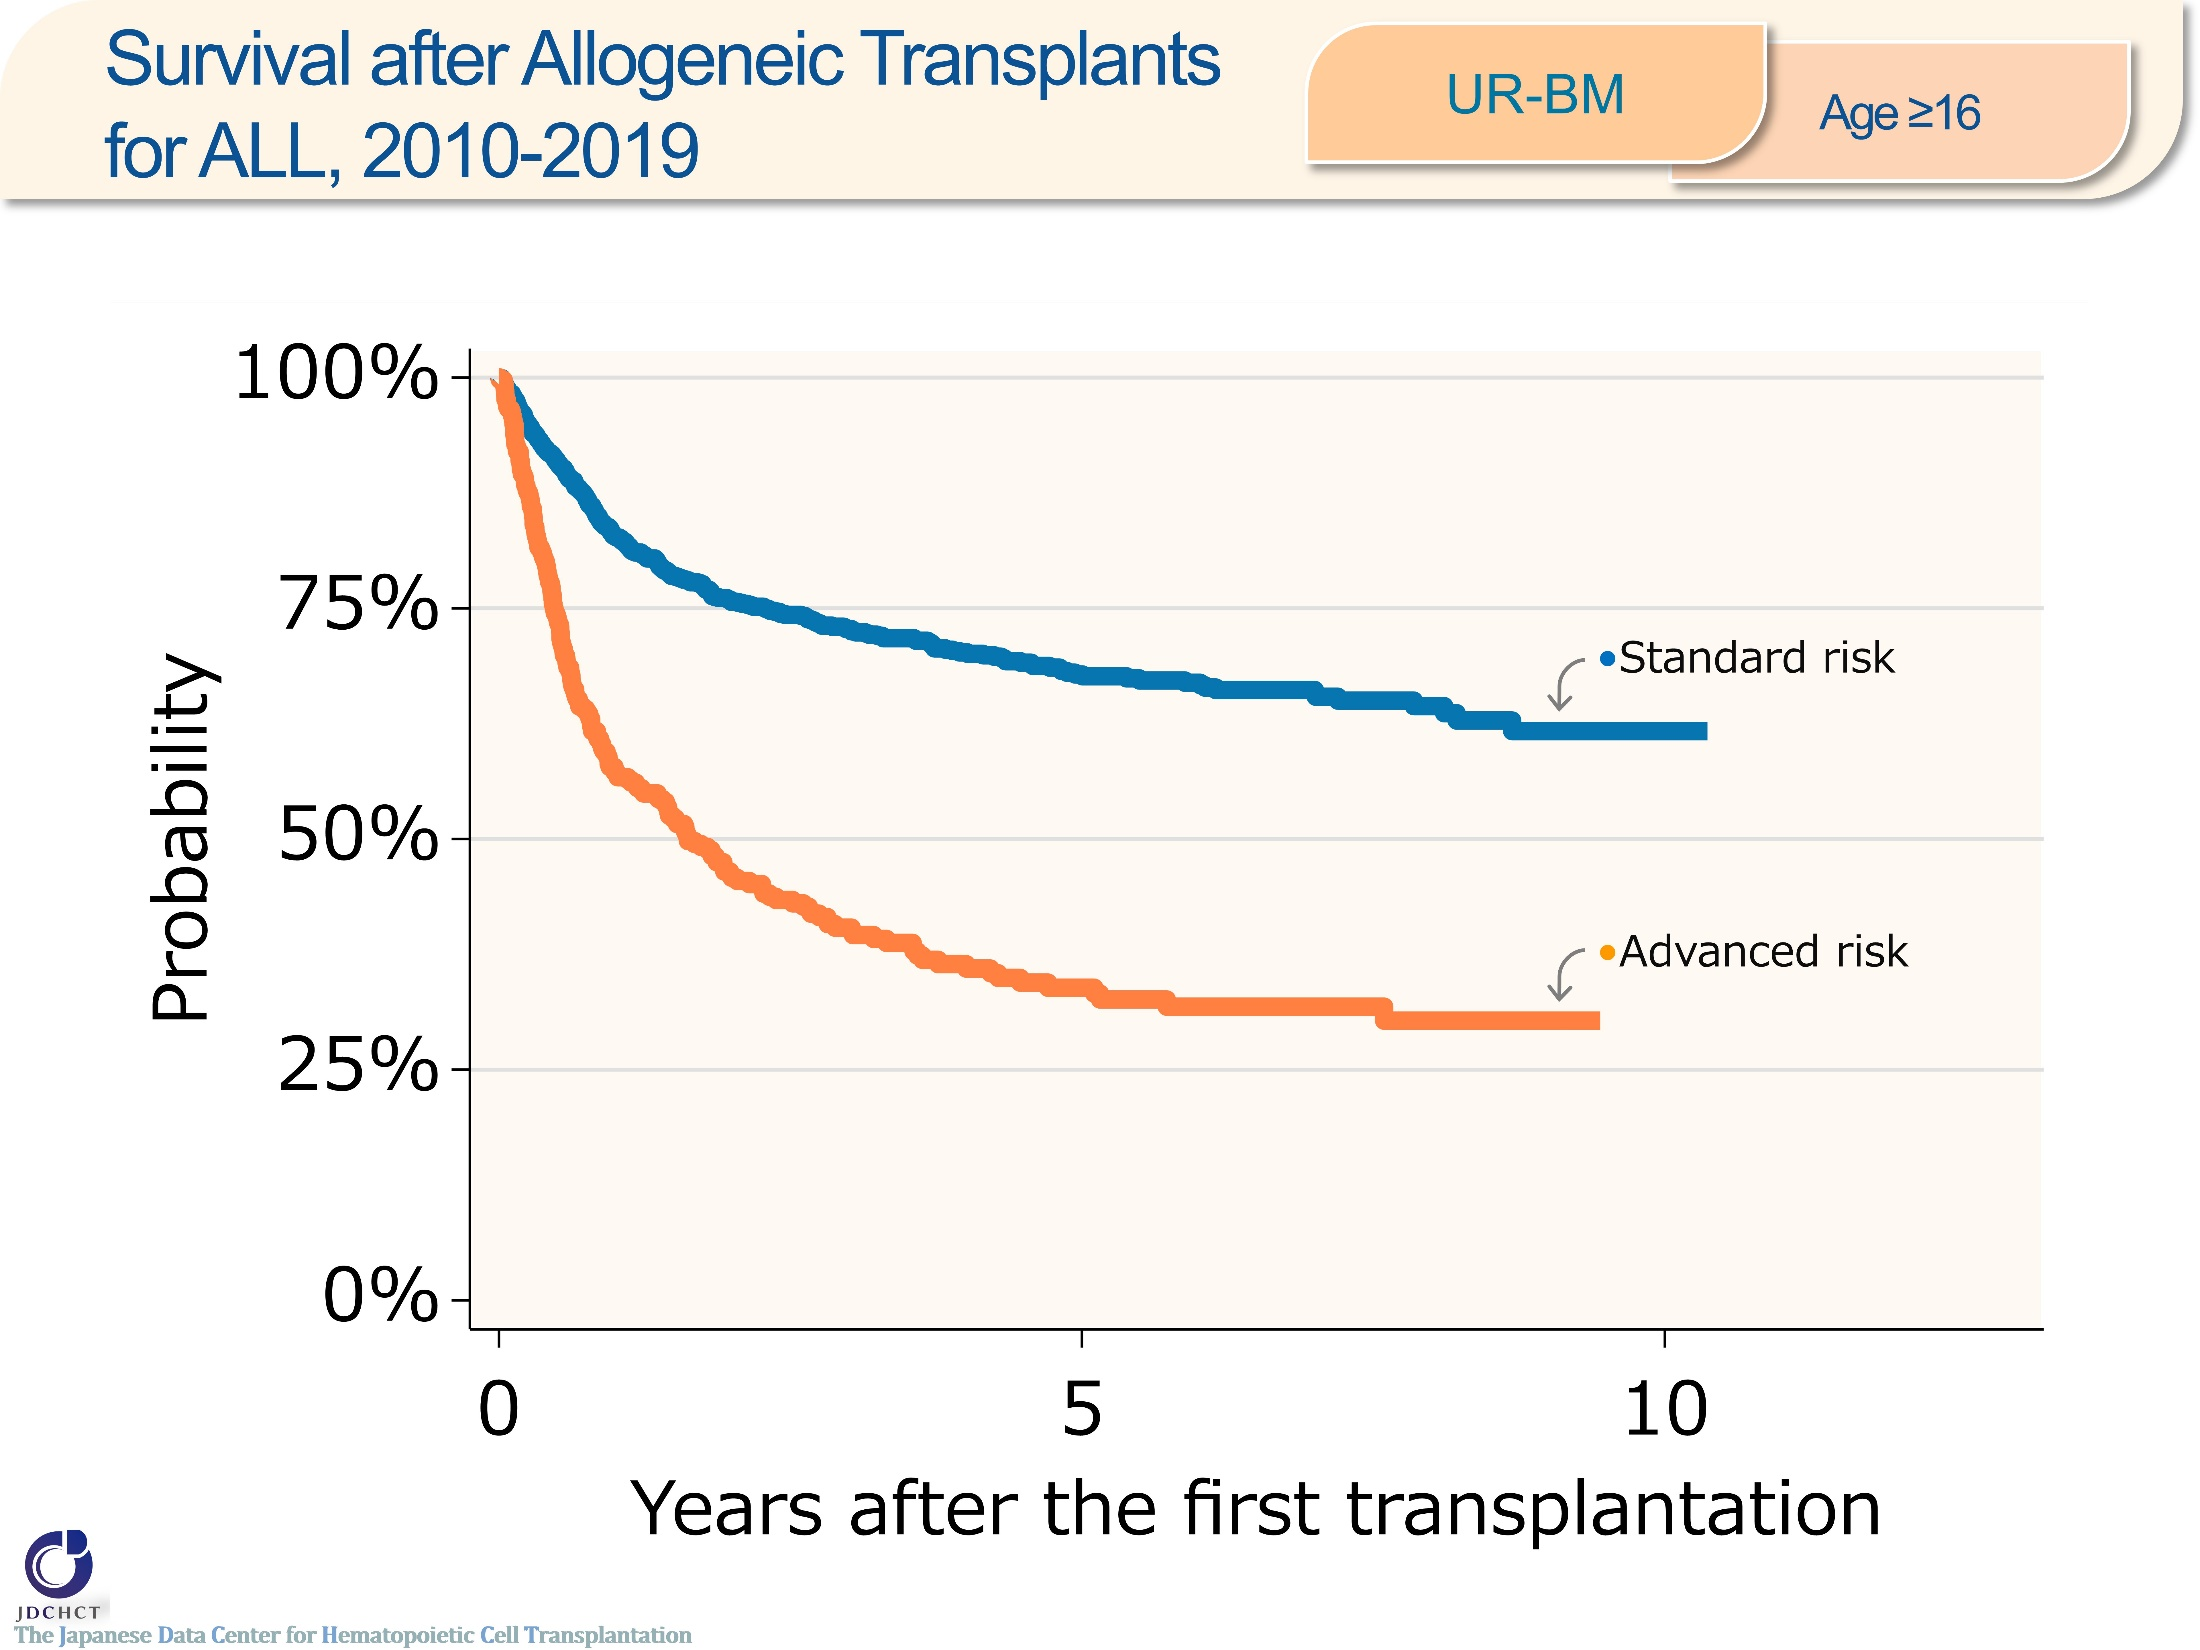 Survival after Allogeneic Transplants
for ALL, 2010-2019
UR-BM
Age ≥16
100%
75%
50%
25%
0%
Probability
Standard risk
Advanced risk
0 5 10
Years after the first transplantation
JDCHCT
The Japanese Data Center for Hematopoietic Cell Transplantation